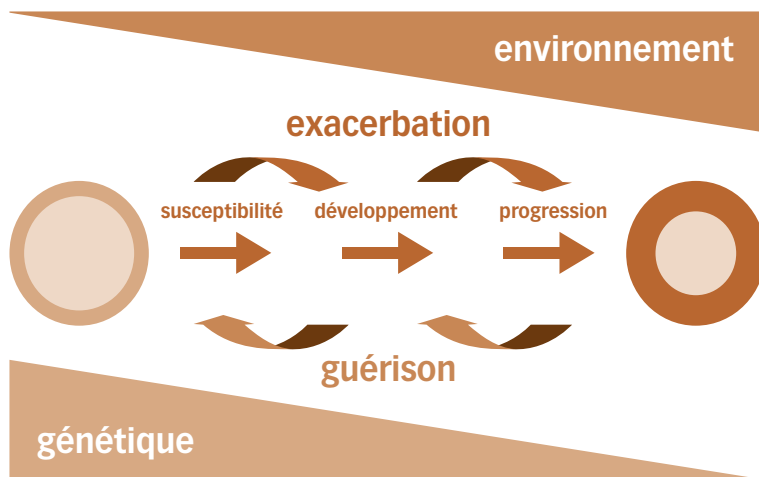 environnement
exacerbation
susceptibilité développement progression
guérison
génétique